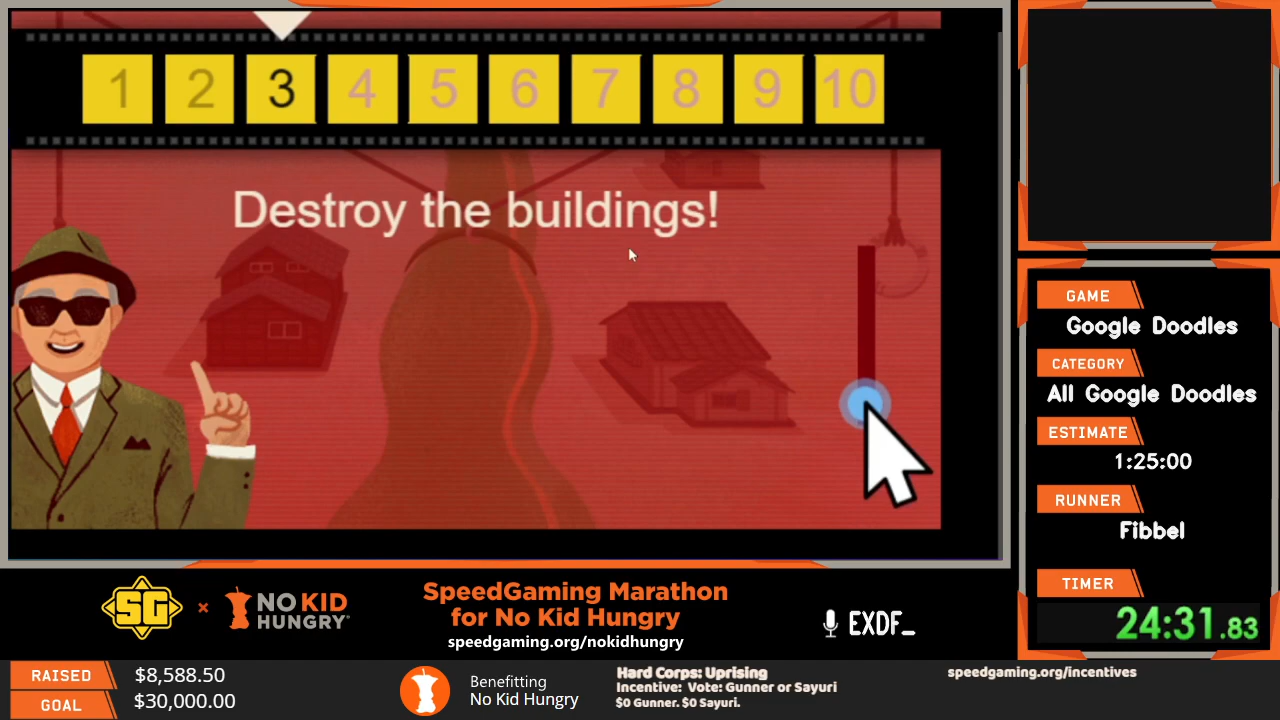 1 2 3 4 5 6 7 8 9 10
Destroy the buildings!
GAME
Google Doodles
CATEGORY
All Google Doodles
ESTIMATE
1:25:00
RUNNER
Fibbel
TIMER
24:31.83
SG × NO KID
HUNGRY
SpeedGaming Marathon
for No Kid Hungry
speedgaming.org/nokidhungry
EXDF_
RAISED $8,588.50
GOAL $30,000.00
Benefitting
No Kid Hungry
Hard Corps: Uprising
Incentive: Vote: Gunner or Sayuri
$0 Gunner. $0 Sayuri.
speedgaming.org/incentives